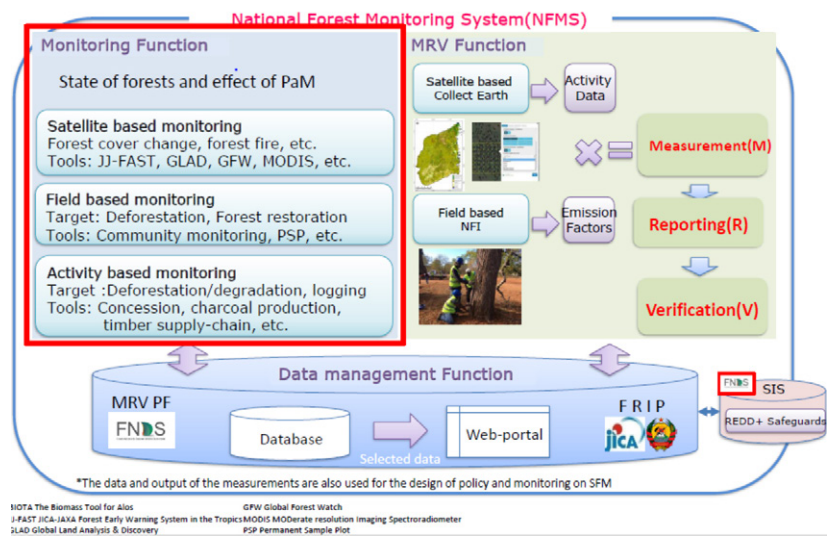 National Forest Monitoring System(NFMS)
Monitoring Function
State of forests and effect of PaM
Satellite based monitoring
Forest cover change, forest fire, etc.
Tools: JJ-FAST, GLAD, GFW, MODIS, etc.
Field based monitoring
Target: Deforestation, Forest restoration
Tools: Community monitoring, PSP, etc.
Activity based monitoring
Target :Deforestation/degradation, logging
Tools: Concession, charcoal production,
timber supply-chain, etc.
MRV Function
Satellite based
Collect Earth
Activity
Data
Measurement(M)
Field based
NFI
Emission
Factors
Reporting(R)
Verification(V)
Data management Function
MRV PF
FNDS
Database
Selected data
Web-portal
FRIP
jICA
FNDS
SIS
REDD+ Safeguards
*The data and output of the measurements are also used for the design of policy and monitoring on SFM
BIOTA The Biomass Tool for Alos
GFW Global Forest Watch
JJ-FAST JICA-JAXA Forest Early Warning System in the Tropics
MODIS MODerate resolution Imaging Spectroradiometer
GLAD Global Land Analysis & Discovery
PSP Permanent Sample Plot